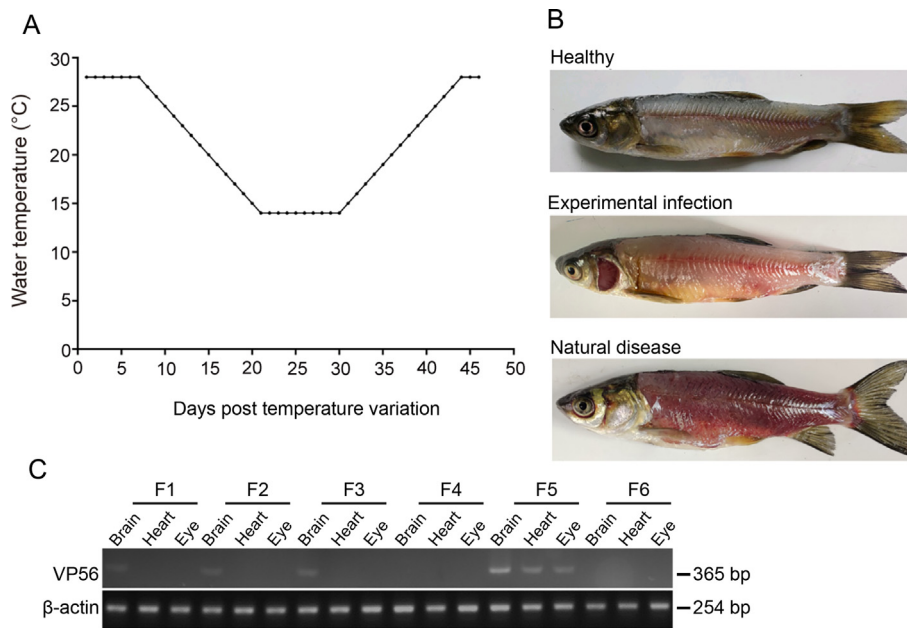 A
30
25
20
15
10
5
0
Water temperature (°C)
0 5 10 15 20 25 30 35 40 45 50
Days post temperature variation
B
Healthy
Experimental infection
Natural disease
C
F1 F2 F3 F4 F5 F6
Brain Heart Eye Brain Heart Eye Brain Heart Eye Brain Heart Eye Brain Heart Eye Brain Heart Eye
VP56 365 bp
β-actin 254 bp